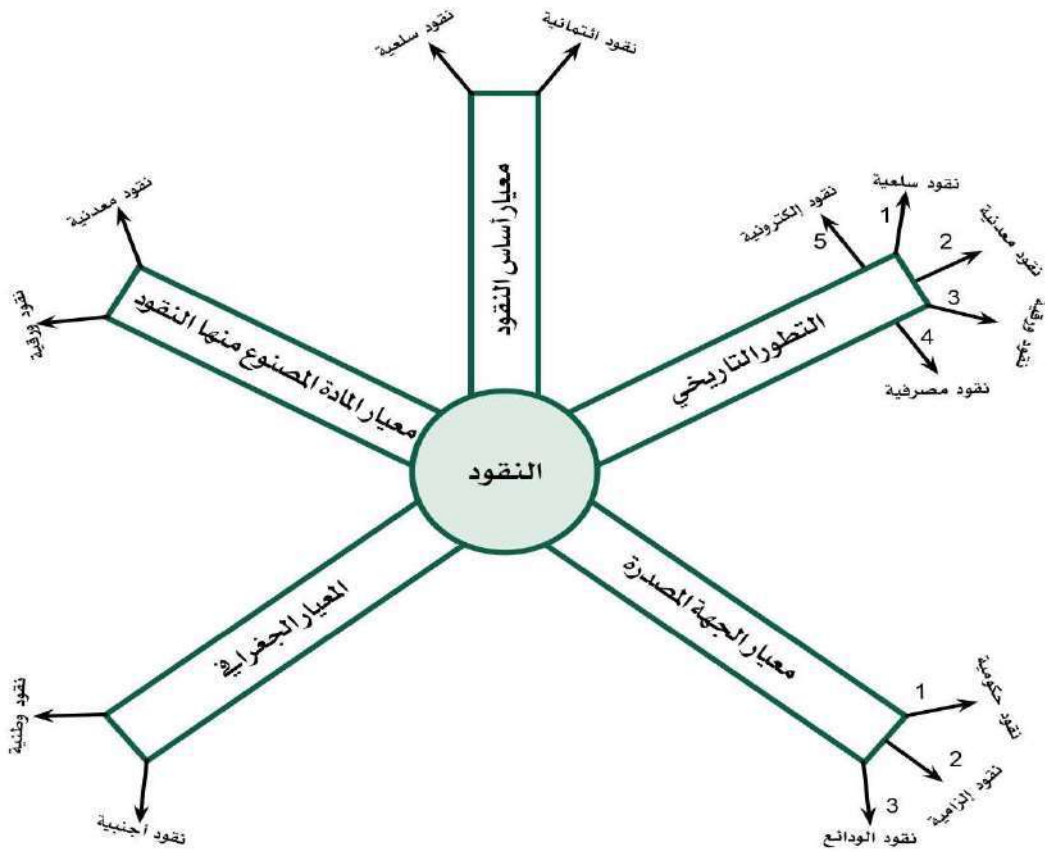 نقود ائتمانية
نقود سلعية
معيار أساس النقود
نقود سلعية
1
نقود معدنية
2
نقود ورقية
3
نقود مصرفية
4
نقود إلكترونية
5
التطور التاريخي
نقود معدنية
نقود ورقية
معيار المادة المصنوع منها النقود
النقود
معيار الجهة المصدرة
نقود حكومية
1
نقود إلزامية
2
نقود الودائع
3
المعيار الجغرافي
نقود وطنية
نقود أجنبية